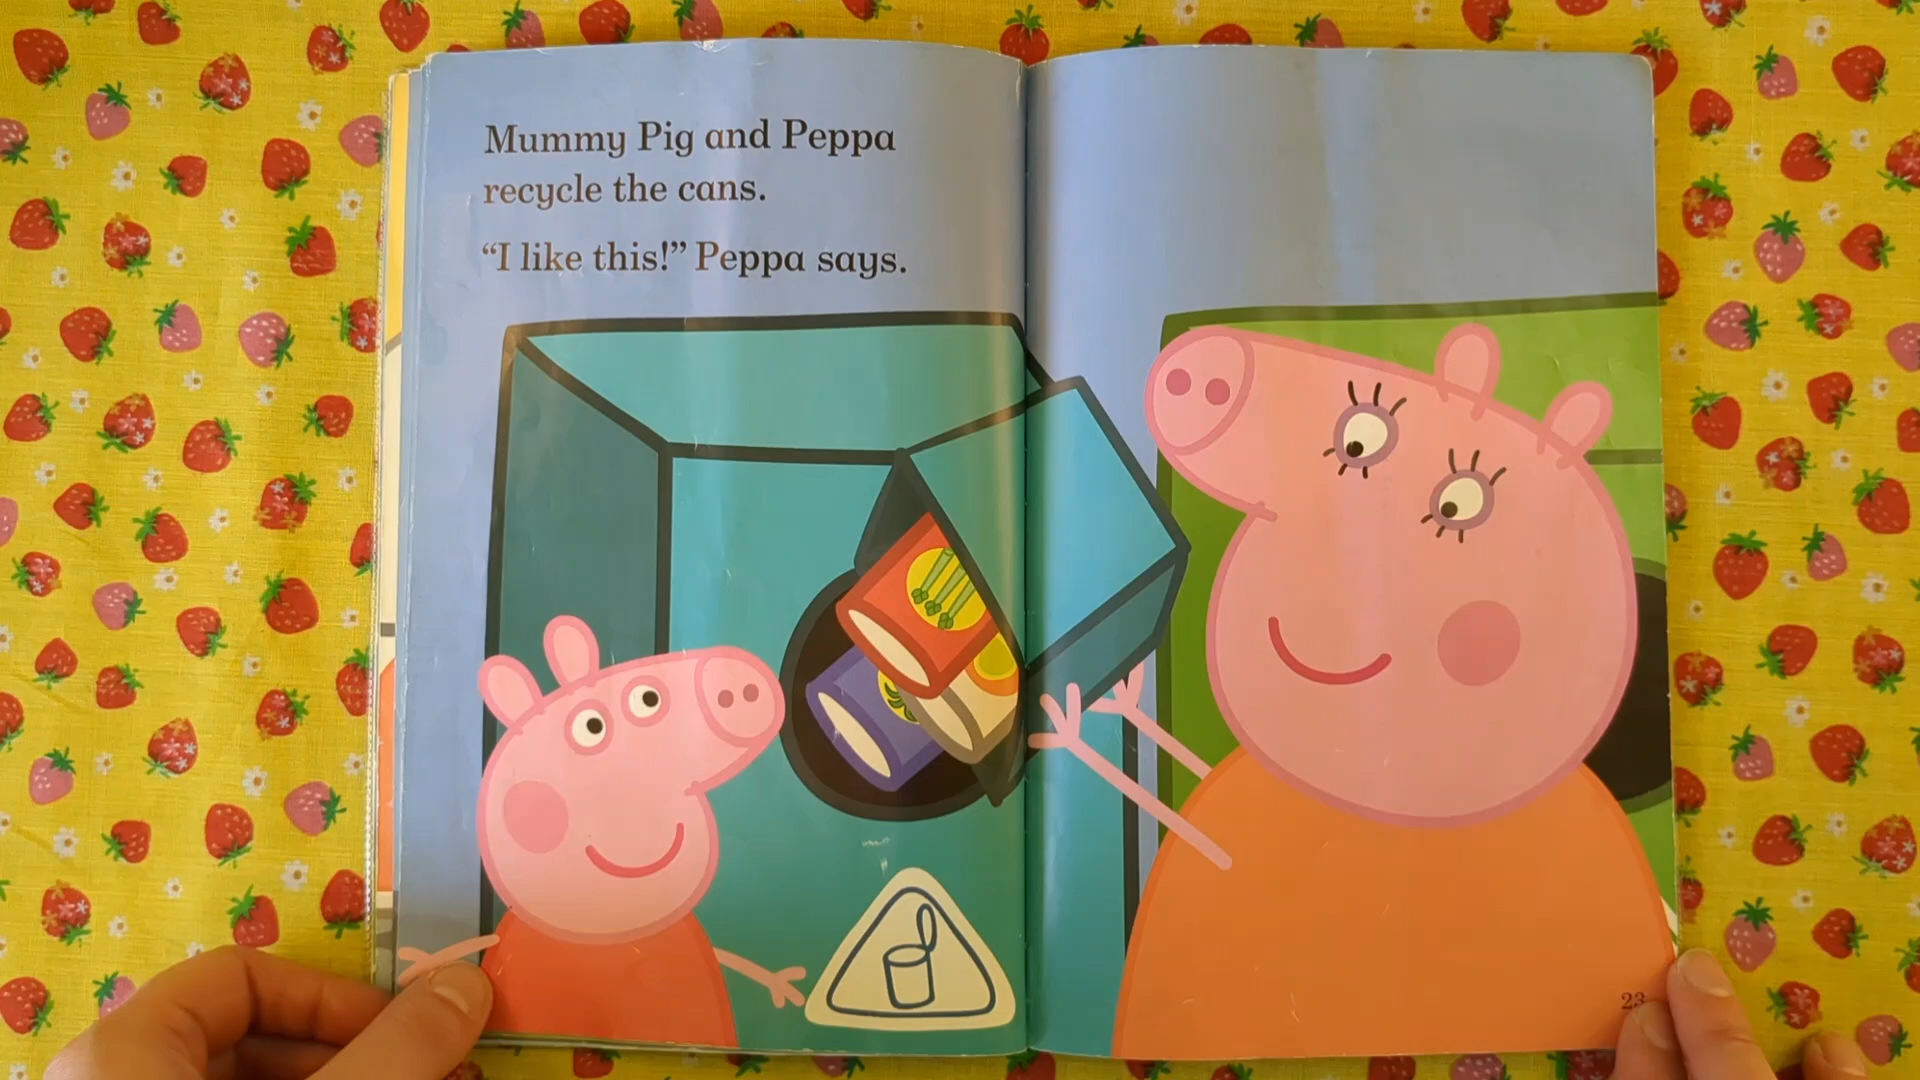 Mummy Pig and Peppa
recycle the cans.
“I like this!” Peppa says.
23